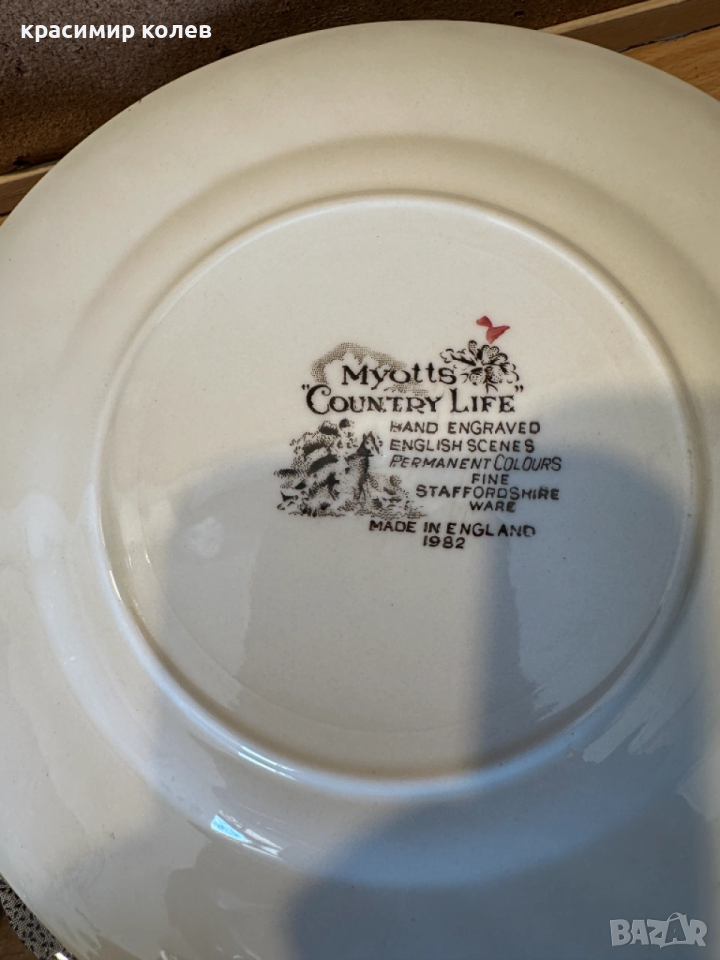 красимир колев
Myotts
"COUNTRY LIFE"
HAND ENGRAVED
ENGLISH SCENES
PERMANENT COLOURS
FINE
STAFFORDSHIRE
WARE
MADE IN ENGLAND
1982
BAZAR